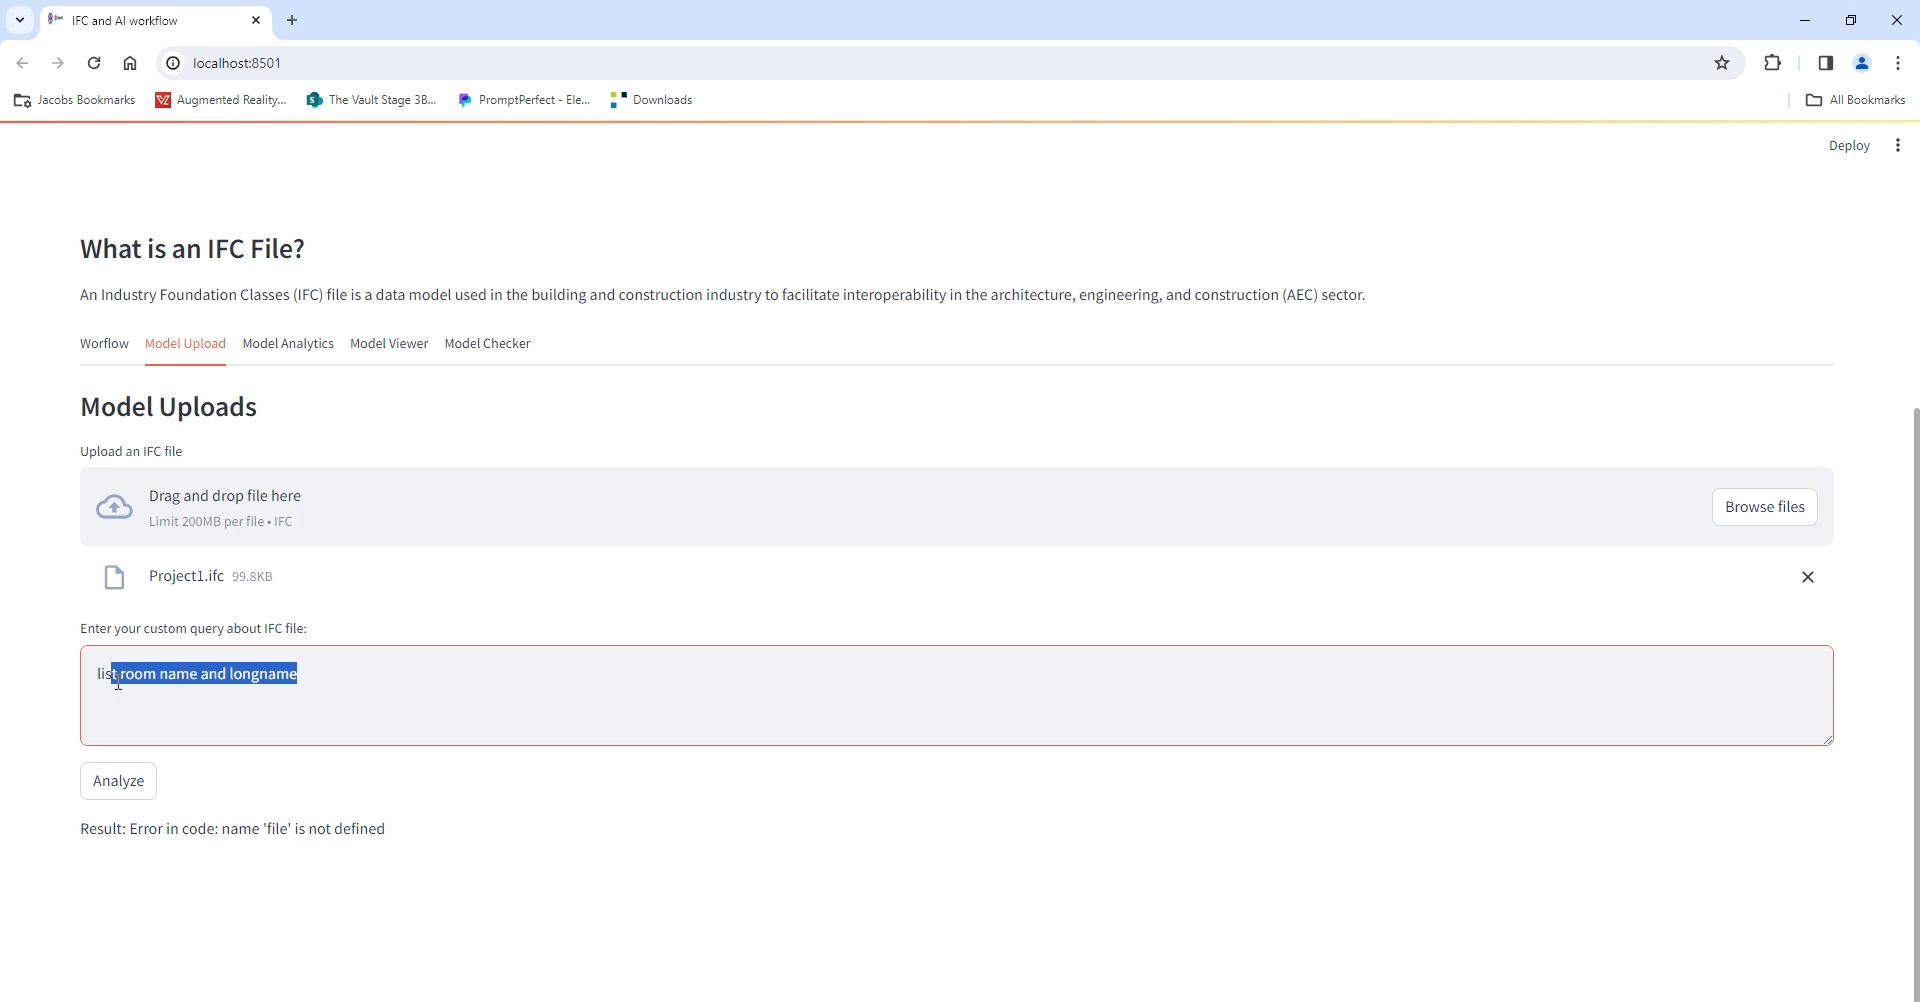 IFC and AI workflow
localhost:8501
Jacobs Bookmarks
Augmented Reality...
The Vault Stage 3B...
PromptPerfect - Ele...
Downloads
All Bookmarks
Deploy
What is an IFC File?
An Industry Foundation Classes (IFC) file is a data model used in the building and construction industry to facilitate interoperability in the architecture, engineering, and construction (AEC) sector.
Worflow Model Upload Model Analytics Model Viewer Model Checker
Model Uploads
Upload an IFC file
Drag and drop file here
Limit 200MB per file • IFC
Browse files
Project1.ifc 99.8KB
Enter your custom query about IFC file:
list room name and longname
Analyze
Result: Error in code: name 'file' is not defined